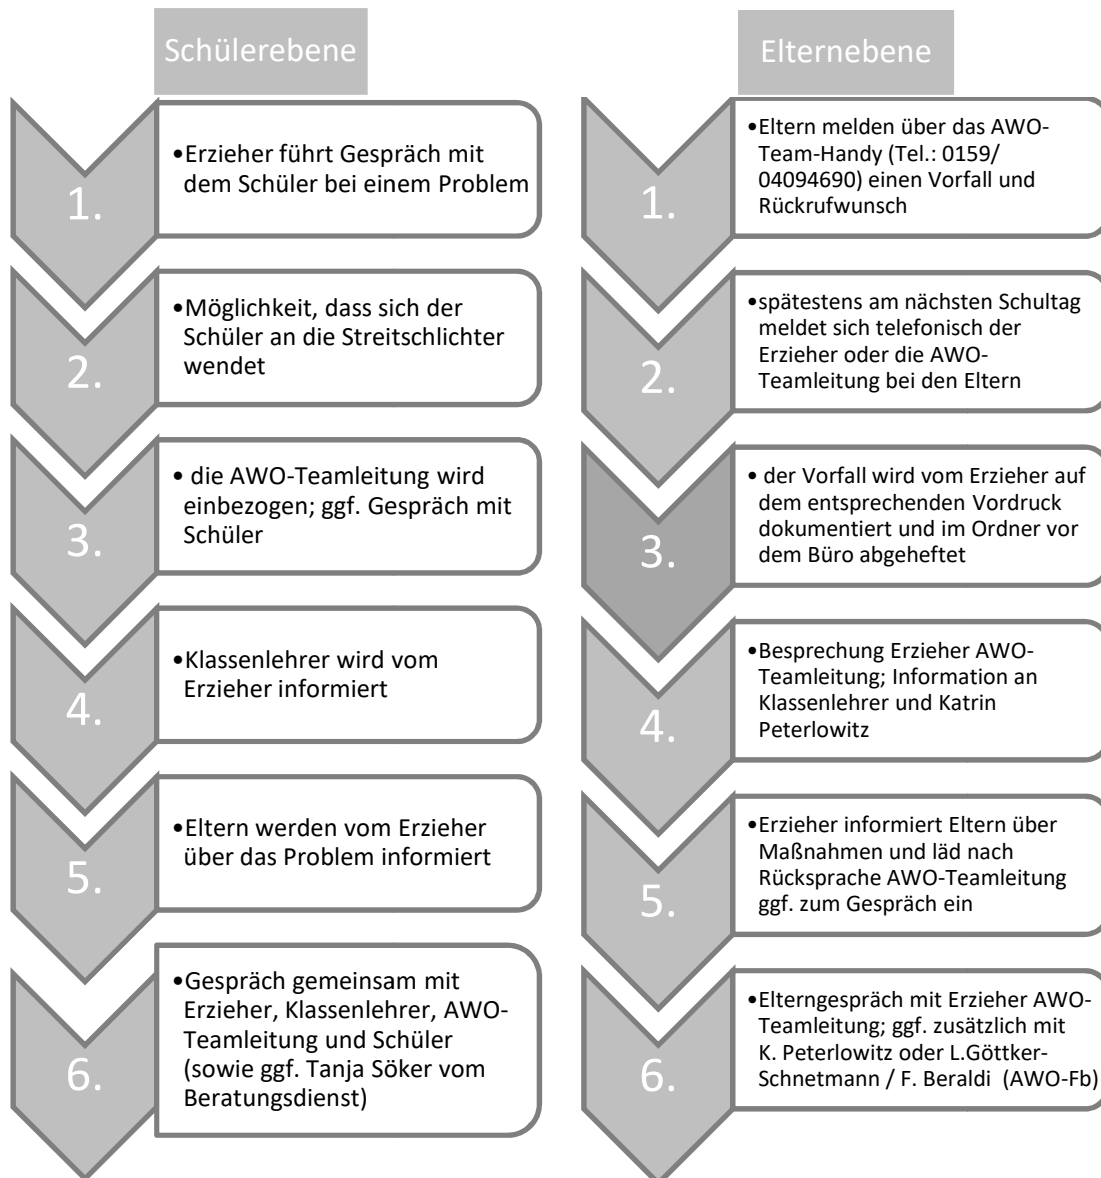 Schülerebene
1.
•Erzieher führt Gespräch mit
dem Schüler bei einem Problem
2.
•Möglichkeit, dass sich der
Schüler an die Streitschlichter
wendet
3.
• die AWO-Teamleitung wird
einbezogen; ggf. Gespräch mit
Schüler
4.
•Klassenlehrer wird vom
Erzieher informiert
5.
•Eltern werden vom Erzieher
über das Problem informiert
6.
•Gespräch gemeinsam mit
Erzieher, Klassenlehrer, AWO-
Teamleitung und Schüler
(sowie ggf. Tanja Söker vom
Beratungsdienst)
Elternebene
1.
•Eltern melden über das AWO-
Team-Handy (Tel.: 0159/
04094690) einen Vorfall und
Rückrufwunsch
2.
•spätestens am nächsten Schultag
meldet sich telefonisch der
Erzieher oder die AWO-
Teamleitung bei den Eltern
3.
• der Vorfall wird vom Erzieher auf
dem entsprechenden Vordruck
dokumentiert und im Ordner vor
dem Büro abgeheftet
4.
•Besprechung Erzieher AWO-
Teamleitung; Information an
Klassenlehrer und Katrin
Peterlowitz
5.
•Erzieher informiert Eltern über
Maßnahmen und läd nach
Rücksprache AWO-Teamleitung
ggf. zum Gespräch ein
6.
•Elterngespräch mit Erzieher AWO-
Teamleitung; ggf. zusätzlich mit
K. Peterlowitz oder L.Göttker-
Schnetmann / F. Beraldi (AWO-Fb)